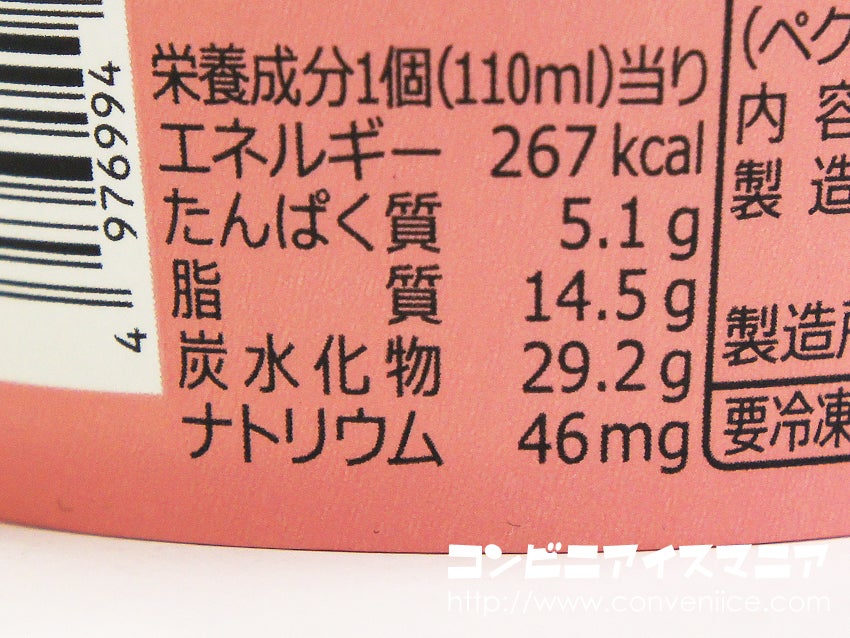 栄養成分1個(110ml)当り
エネルギー 267 kcal
たんぱく質 5.1 g
脂質 14.5 g
炭水化物 29.2 g
ナトリウム 46 mg
4 976994
(ペク
内容
製造
製造所
要冷凍
コンビニアイスマニア
http://www.conveniice.com